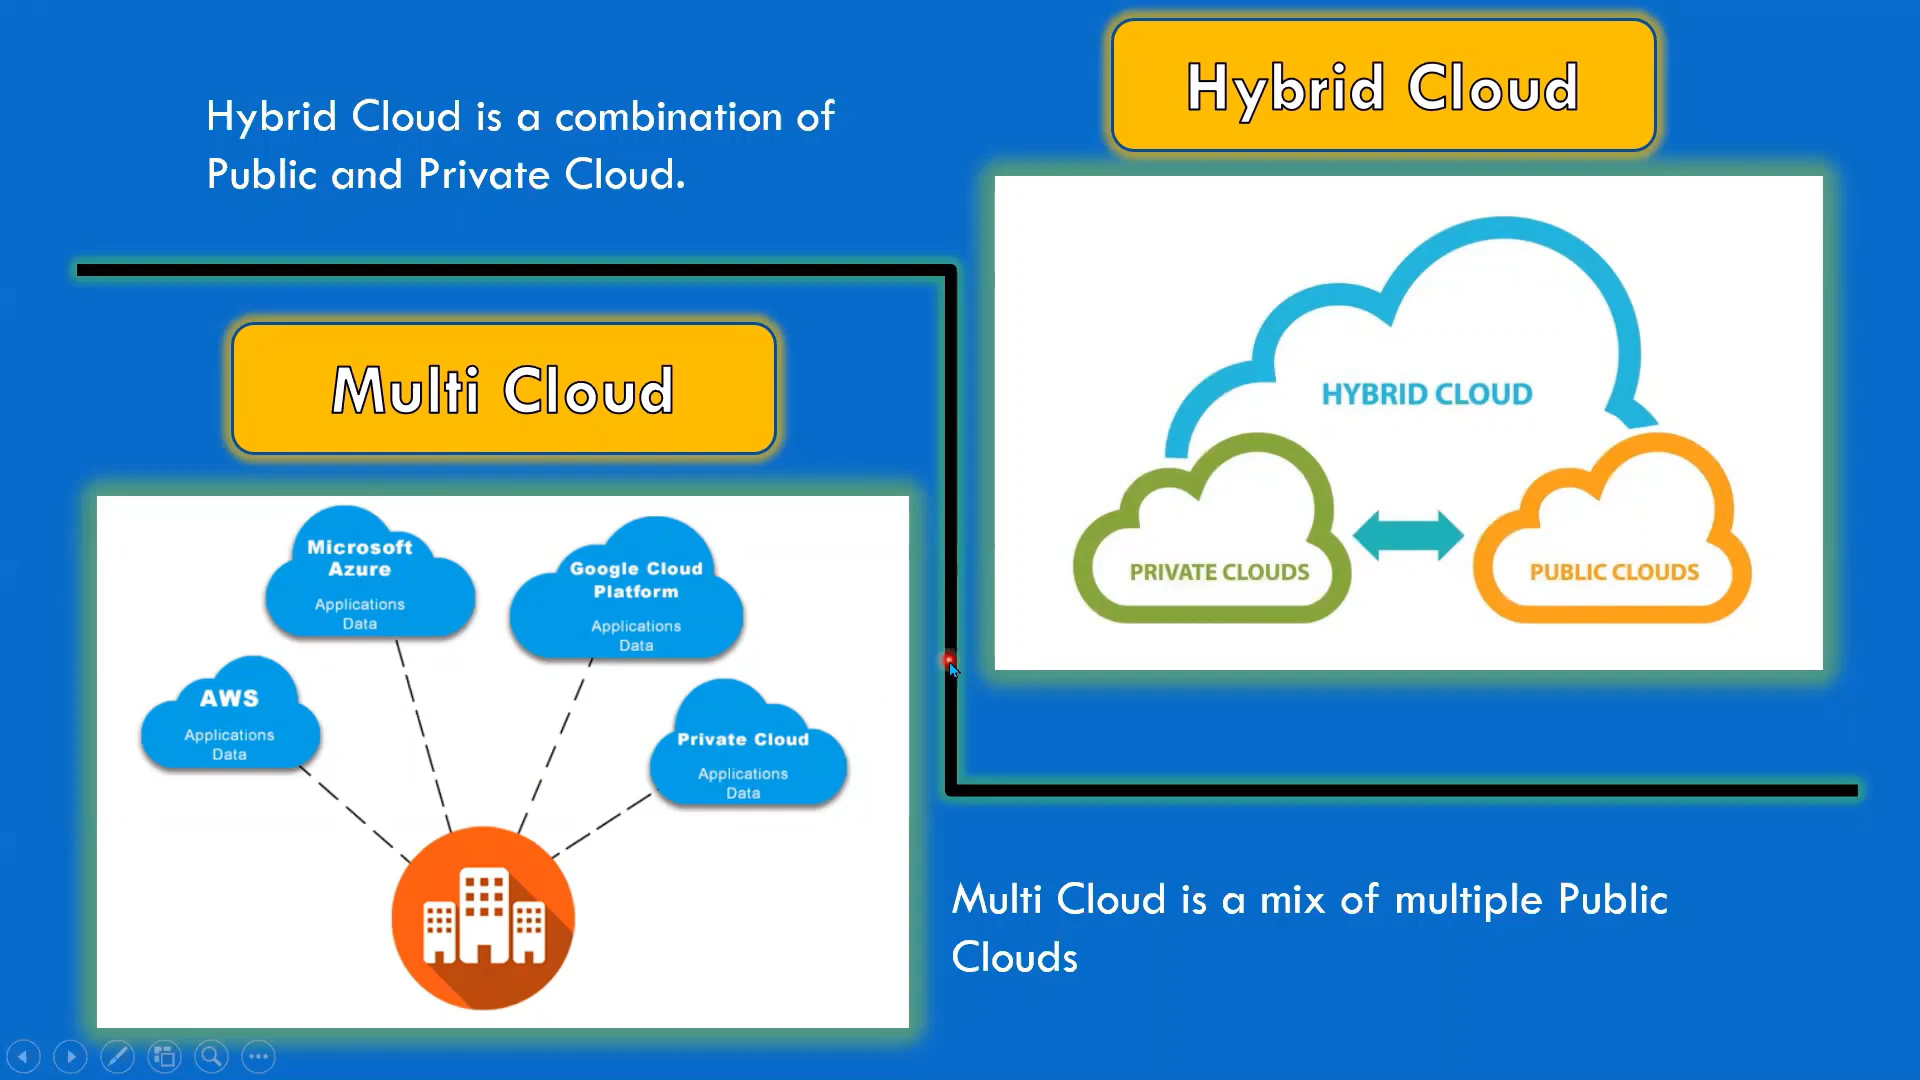 Hybrid Cloud is a combination of
Public and Private Cloud.
Hybrid Cloud
HYBRID CLOUD
PRIVATE CLOUDS
PUBLIC CLOUDS
Multi Cloud
Microsoft
Azure
Applications
Data
Google Cloud
Platform
Applications
Data
AWS
Applications
Data
Private Cloud
Applications
Data
Multi Cloud is a mix of multiple Public
Clouds